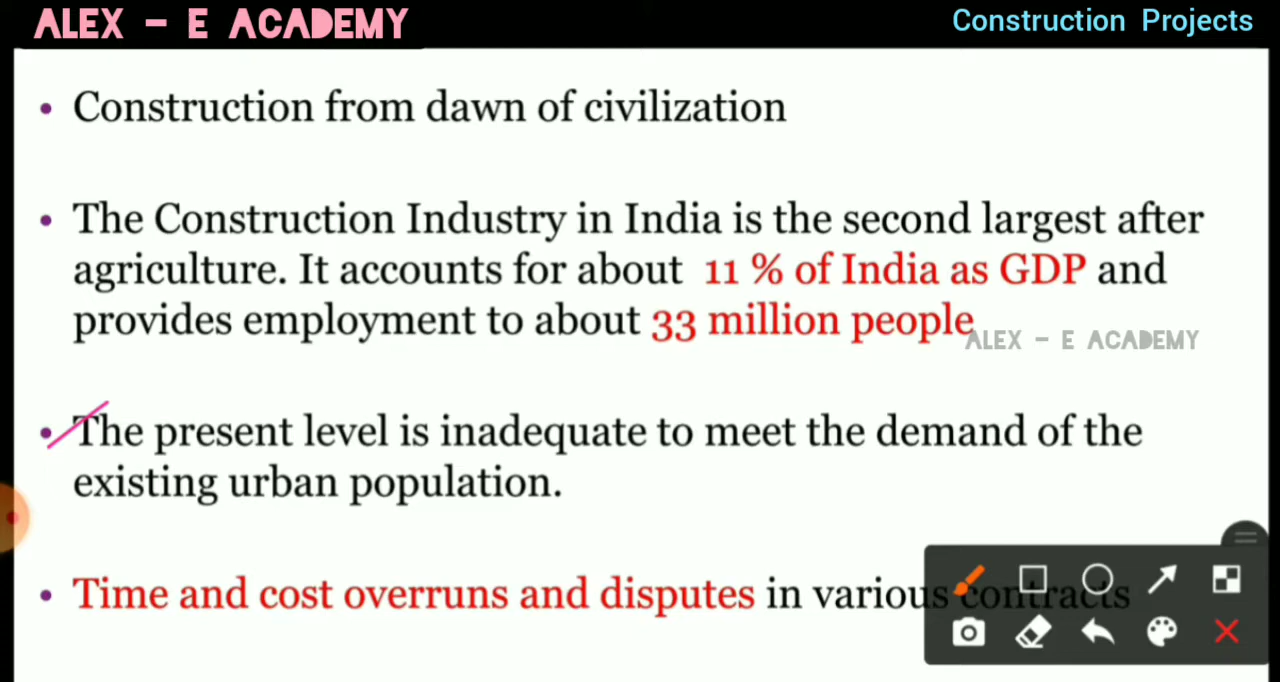 ALEX - E ACADEMY
Construction Projects
• Construction from dawn of civilization
• The Construction Industry in India is the second largest after
agriculture. It accounts for about 11 % of India as GDP and
provides employment to about 33 million people
ALEX - E ACADEMY
• The present level is inadequate to meet the demand of the
existing urban population.
• Time and cost overruns and disputes in various contracts